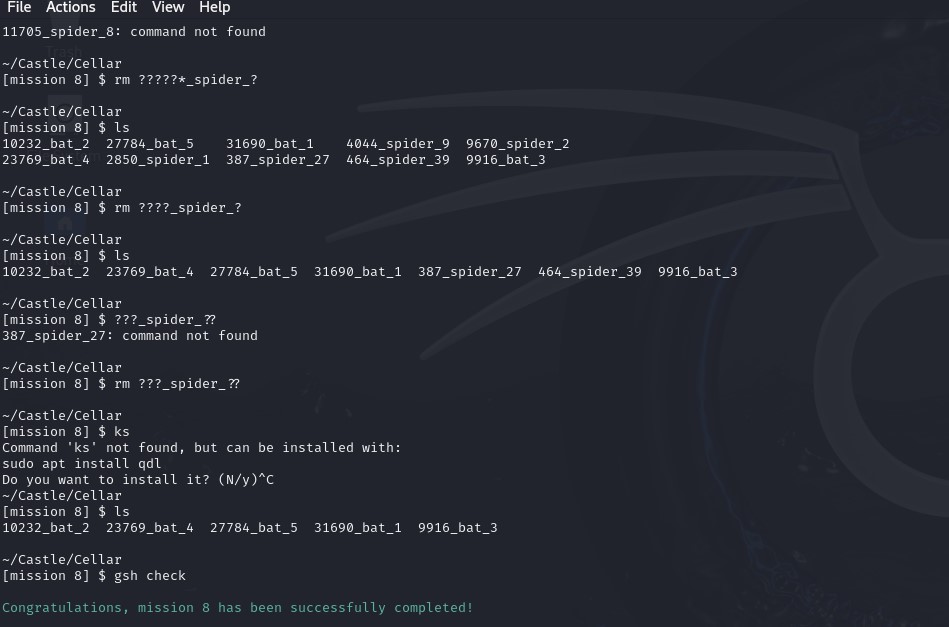 File Actions Edit View Help
11705_spider_8: command not found
Trash
~/Castle/Cellar
[mission 8] $ rm ?????*_spider_?
~/Castle/Cellar
[mission 8] $ ls
10232_bat_2  27784_bat_5    31690_bat_1    4044_spider_9  9670_spider_2
23769_bat_4  2850_spider_1  387_spider_27  464_spider_39  9916_bat_3
~/Castle/Cellar
[mission 8] $ rm ????_spider_?
~/Castle/Cellar
[mission 8] $ ls
10232_bat_2  23769_bat_4  27784_bat_5  31690_bat_1  387_spider_27  464_spider_39  9916_bat_3
~/Castle/Cellar
[mission 8] $ ???_spider_??
387_spider_27: command not found
~/Castle/Cellar
[mission 8] $ rm ???_spider_??
~/Castle/Cellar
[mission 8] $ ks
Command 'ks' not found, but can be installed with:
sudo apt install qdl
Do you want to install it? (N/y)^C
~/Castle/Cellar
[mission 8] $ ls
10232_bat_2  23769_bat_4  27784_bat_5  31690_bat_1  9916_bat_3
~/Castle/Cellar
[mission 8] $ gsh check
Congratulations, mission 8 has been successfully completed!